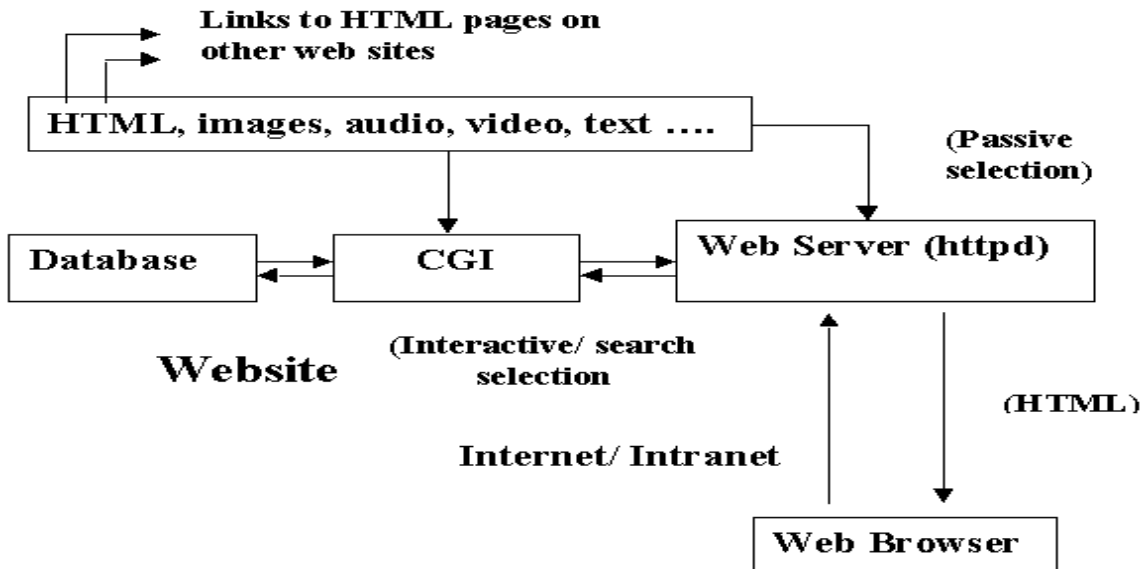 Links to HTML pages on
other web sites
HTML, images, audio, video, text ....
(Passive
selection)
Database
CGI
Web Server (httpd)
Website
(Interactive/ search
selection
(HTML)
Internet/ Intranet
Web Browser